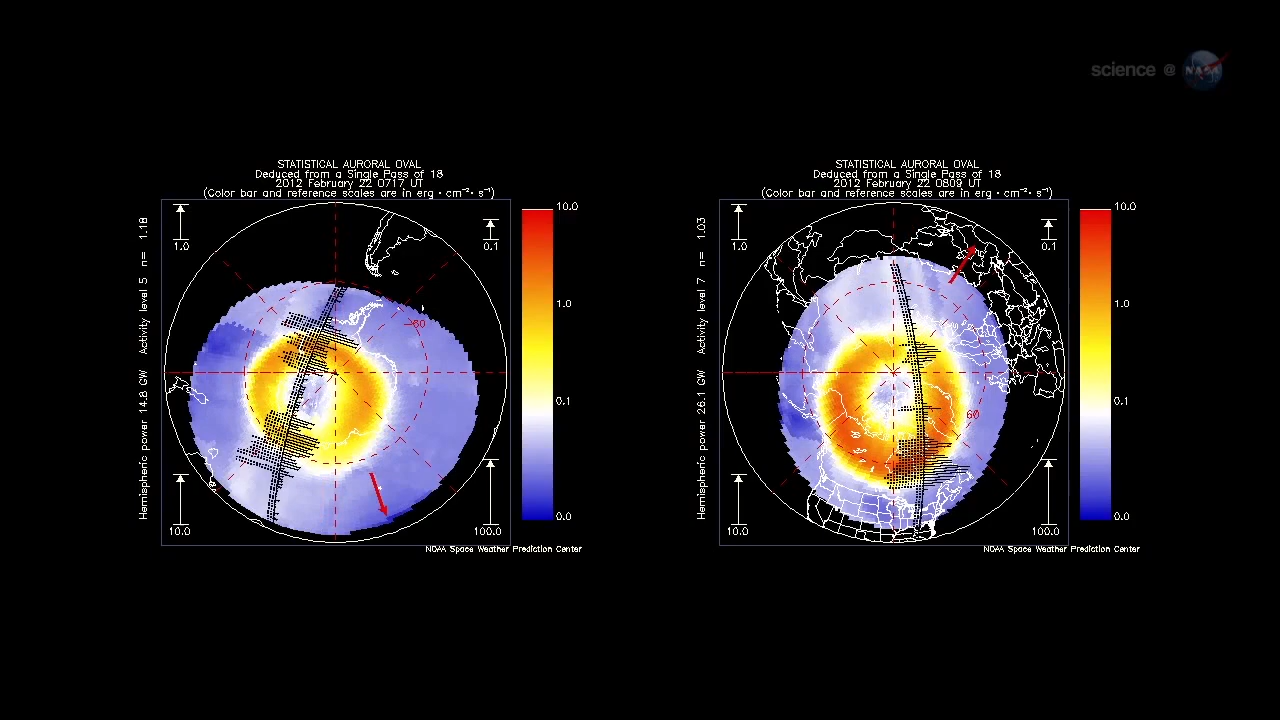 science @ NASA
STATISTICAL AURORAL OVAL
Deduced from a Single Pass of 18
2012 February 22 0717 UT
(Color bar and reference scales are in erg · cm⁻²· s⁻¹)
Hemispheric power 14.8 GW Activity level 5 n= 1.18
1.0
0.1
-60
10.0
100.0
10.0
1.0
0.1
0.0
NOAA Space Weather Prediction Center
STATISTICAL AURORAL OVAL
Deduced from a Single Pass of 18
2012 February 22 0809 UT
(Color bar and reference scales are in erg · cm⁻²· s⁻¹)
Hemispheric power 26.1 GW Activity level 7 n= 1.03
1.0
0.1
60
10.0
100.0
10.0
1.0
0.1
0.0
NOAA Space Weather Prediction Center